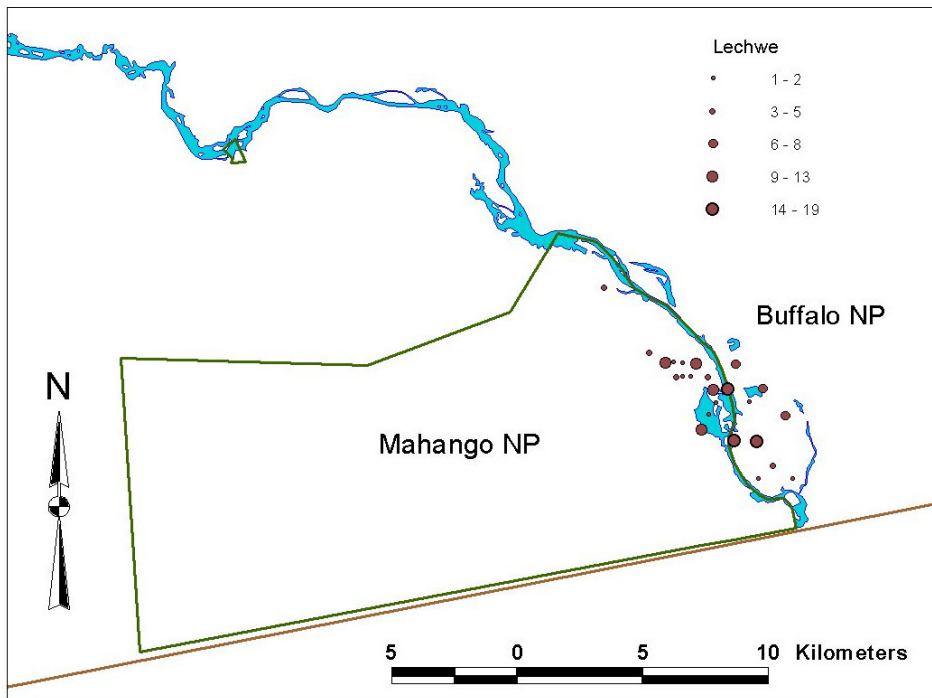 Lechwe
1 - 2
3 - 5
6 - 8
9 - 13
14 - 19
Buffalo NP
N
Mahango NP
5 0 5 10 Kilometers